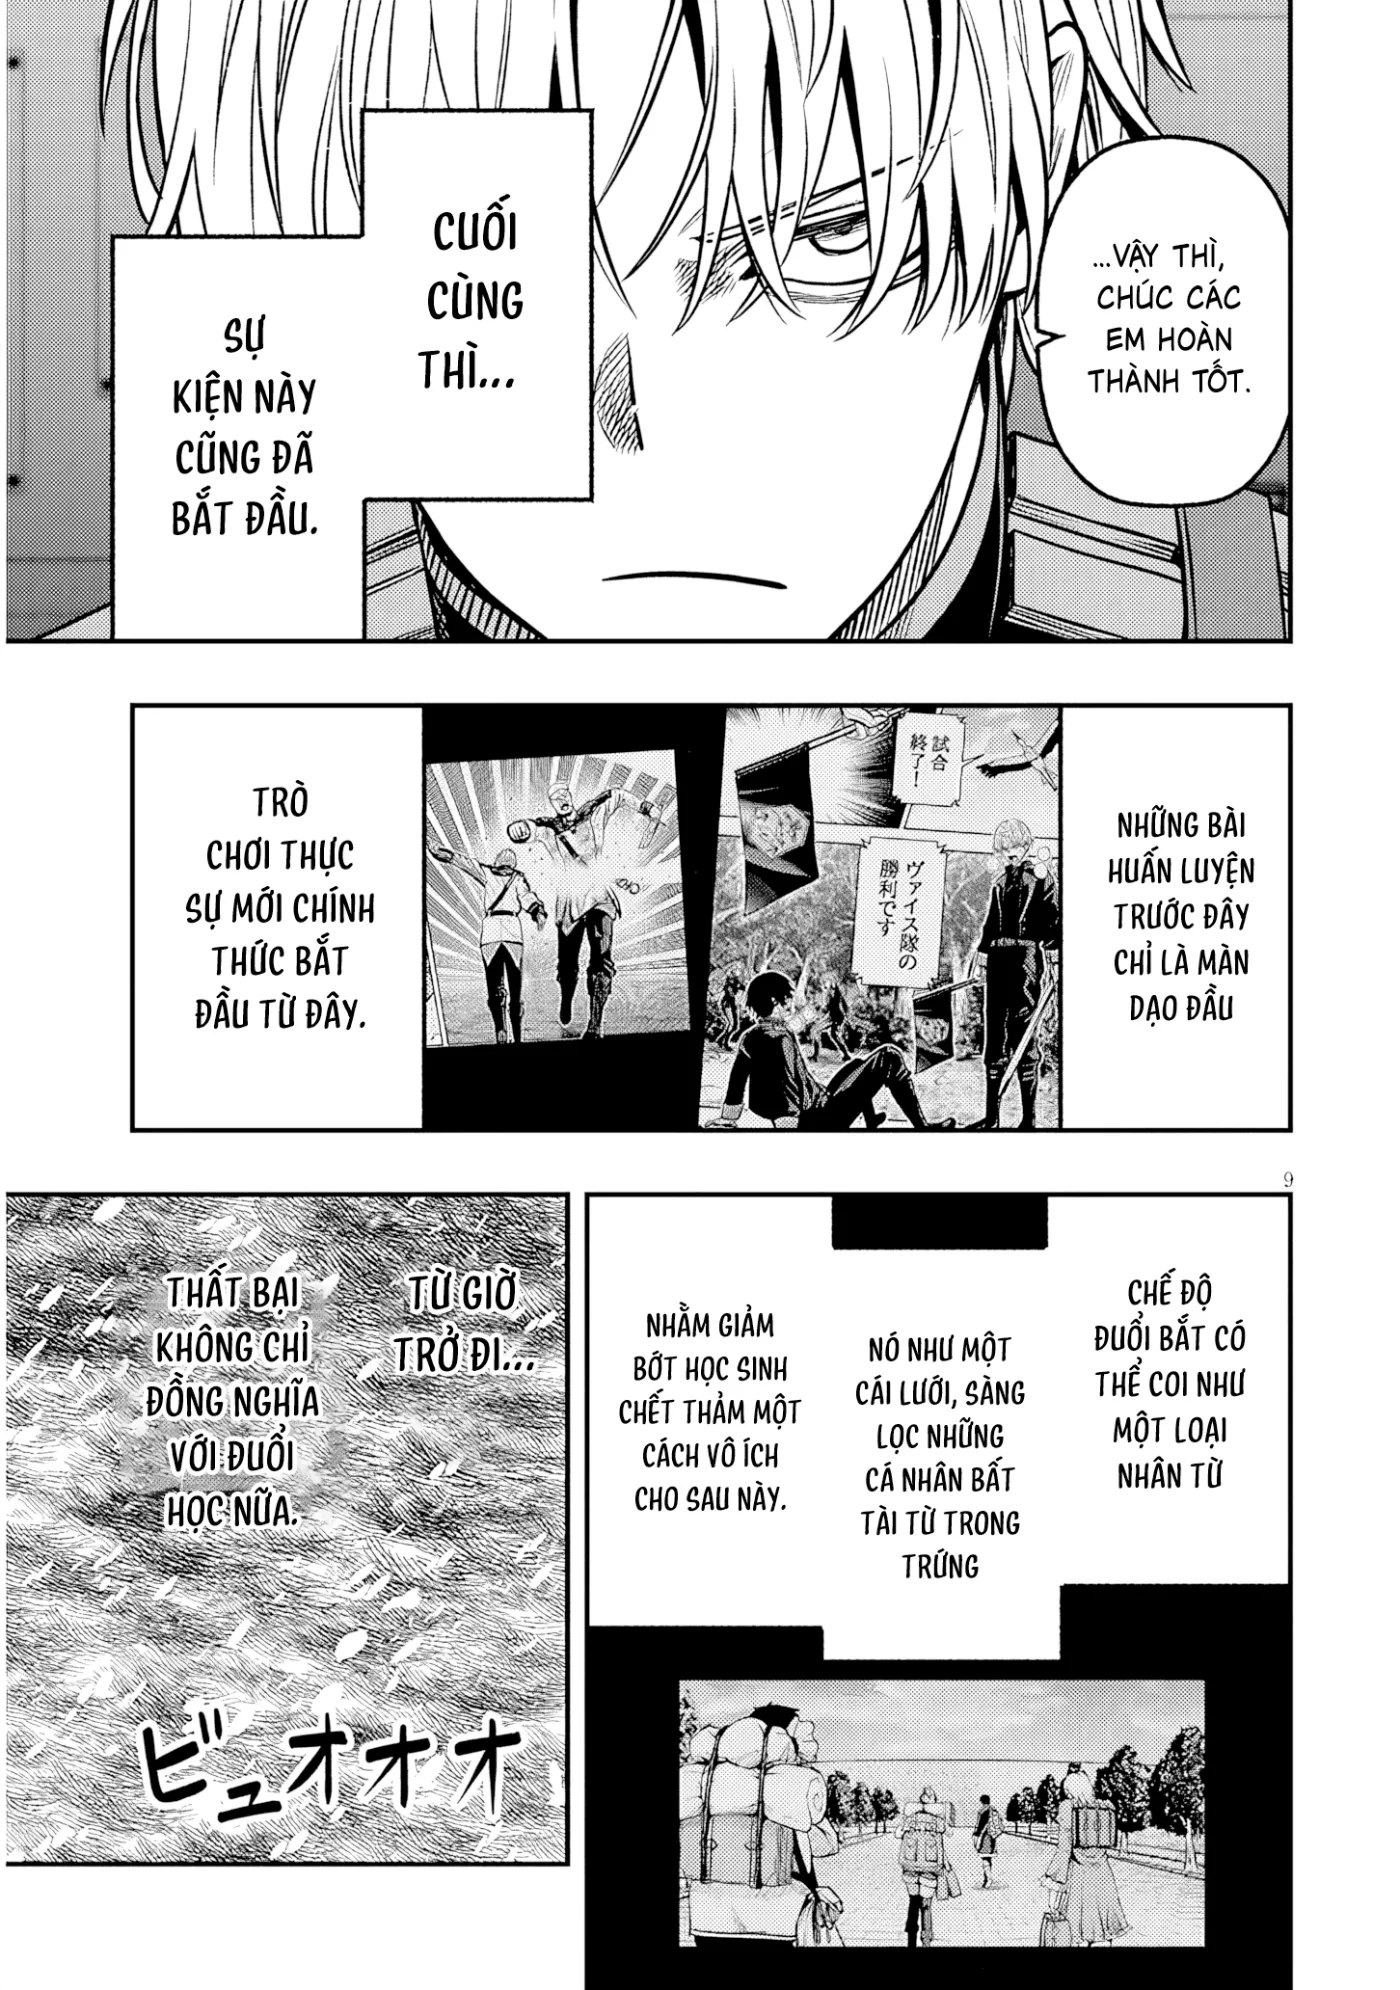 ...VẬY THÌ,
CHÚC CÁC
EM HOÀN
THÀNH TỐT.
CUỐI
CÙNG
THÌ...
SỰ
KIỆN NÀY
CŨNG ĐÃ
BẮT ĐẦU.
NHỮNG BÀI
HUẤN LUYỆN
TRƯỚC ĐÂY
CHỈ LÀ MÀN
DẠO ĐẦU
試合
終了!
ヴァイス隊の
勝利です
TRÒ
CHƠI THỰC
SỰ MỚI CHÍNH
THỨC BẮT
ĐẦU TỪ ĐÂY.
9
CHẾ ĐỘ
ĐUỔI BẮT CÓ
THỂ COI NHƯ
MỘT LOẠI
NHÂN TỪ
NÓ NHƯ MỘT
CÁI LƯỚI, SÀNG
LỌC NHỮNG
CÁ NHÂN BẤT
TÀI TỪ TRONG
TRỨNG
NHẰM GIẢM
BỚT HỌC SINH
CHẾT THẢM MỘT
CÁCH VÔ ÍCH
CHO SAU NÀY.
TỪ GIỜ
TRỞ ĐI...
THẤT BẠI
KHÔNG CHỈ
ĐỒNG NGHĨA
VỚI ĐUỔI
HỌC NỮA.
ビュオオオ